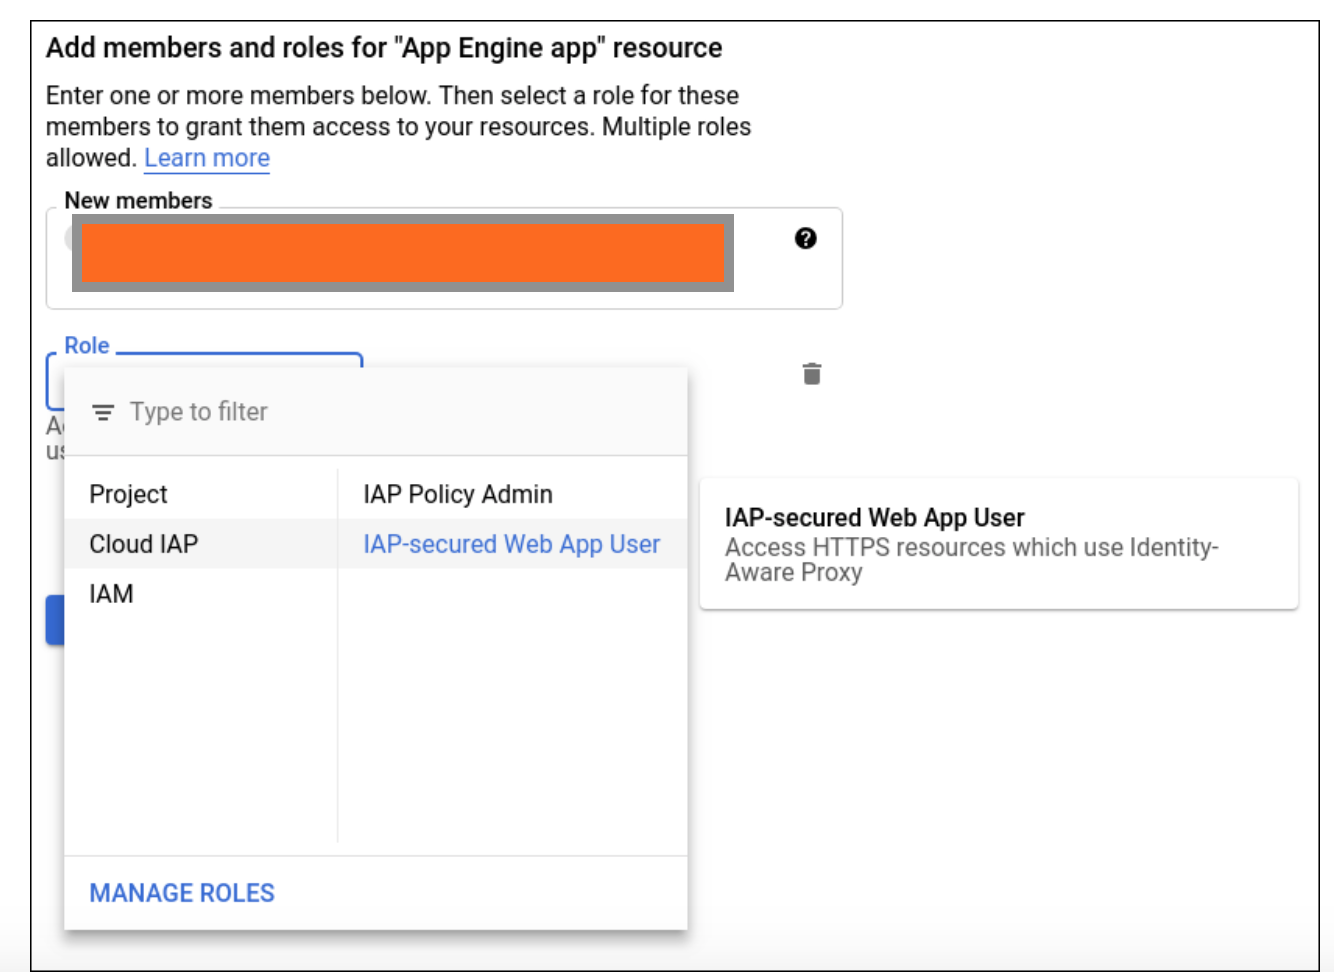 Add members and roles for "App Engine app" resource
Enter one or more members below. Then select a role for these
members to grant them access to your resources. Multiple roles
allowed. Learn more
New members
Role
Type to filter
Project
Cloud IAP
IAM
IAP Policy Admin
IAP-secured Web App User
IAP-secured Web App User
Access HTTPS resources which use Identity-
Aware Proxy
MANAGE ROLES